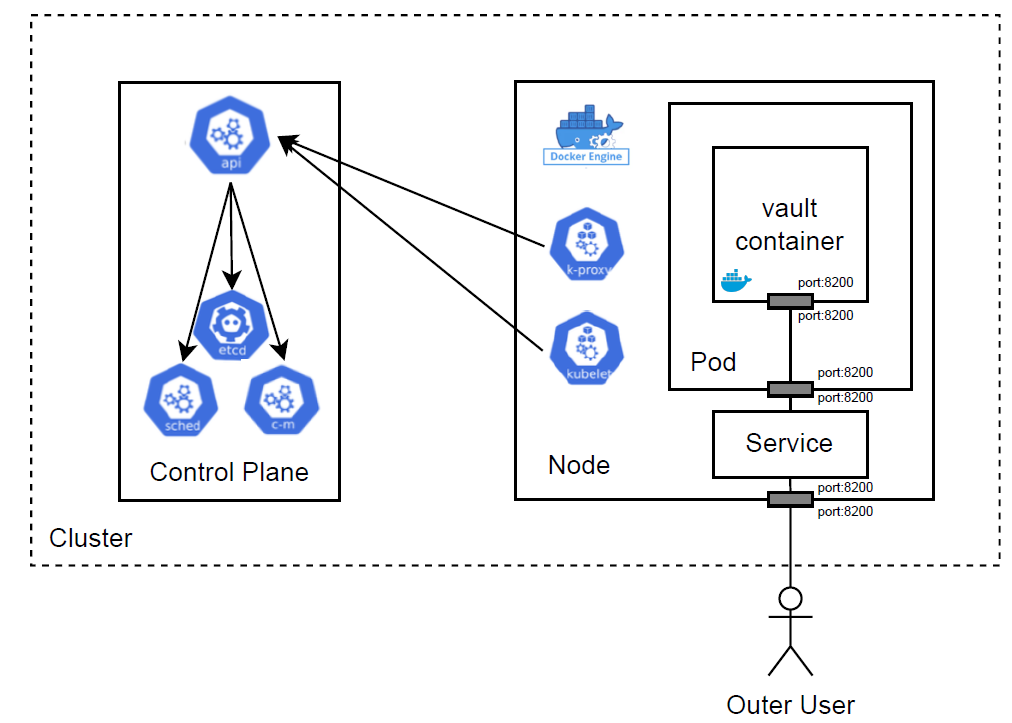 api
etcd
sched
c-m
Control Plane
Cluster
Docker Engine
k-proxy
kubelet
Node
vault
container
port:8200
port:8200
Pod
port:8200
port:8200
Service
port:8200
port:8200
Outer User